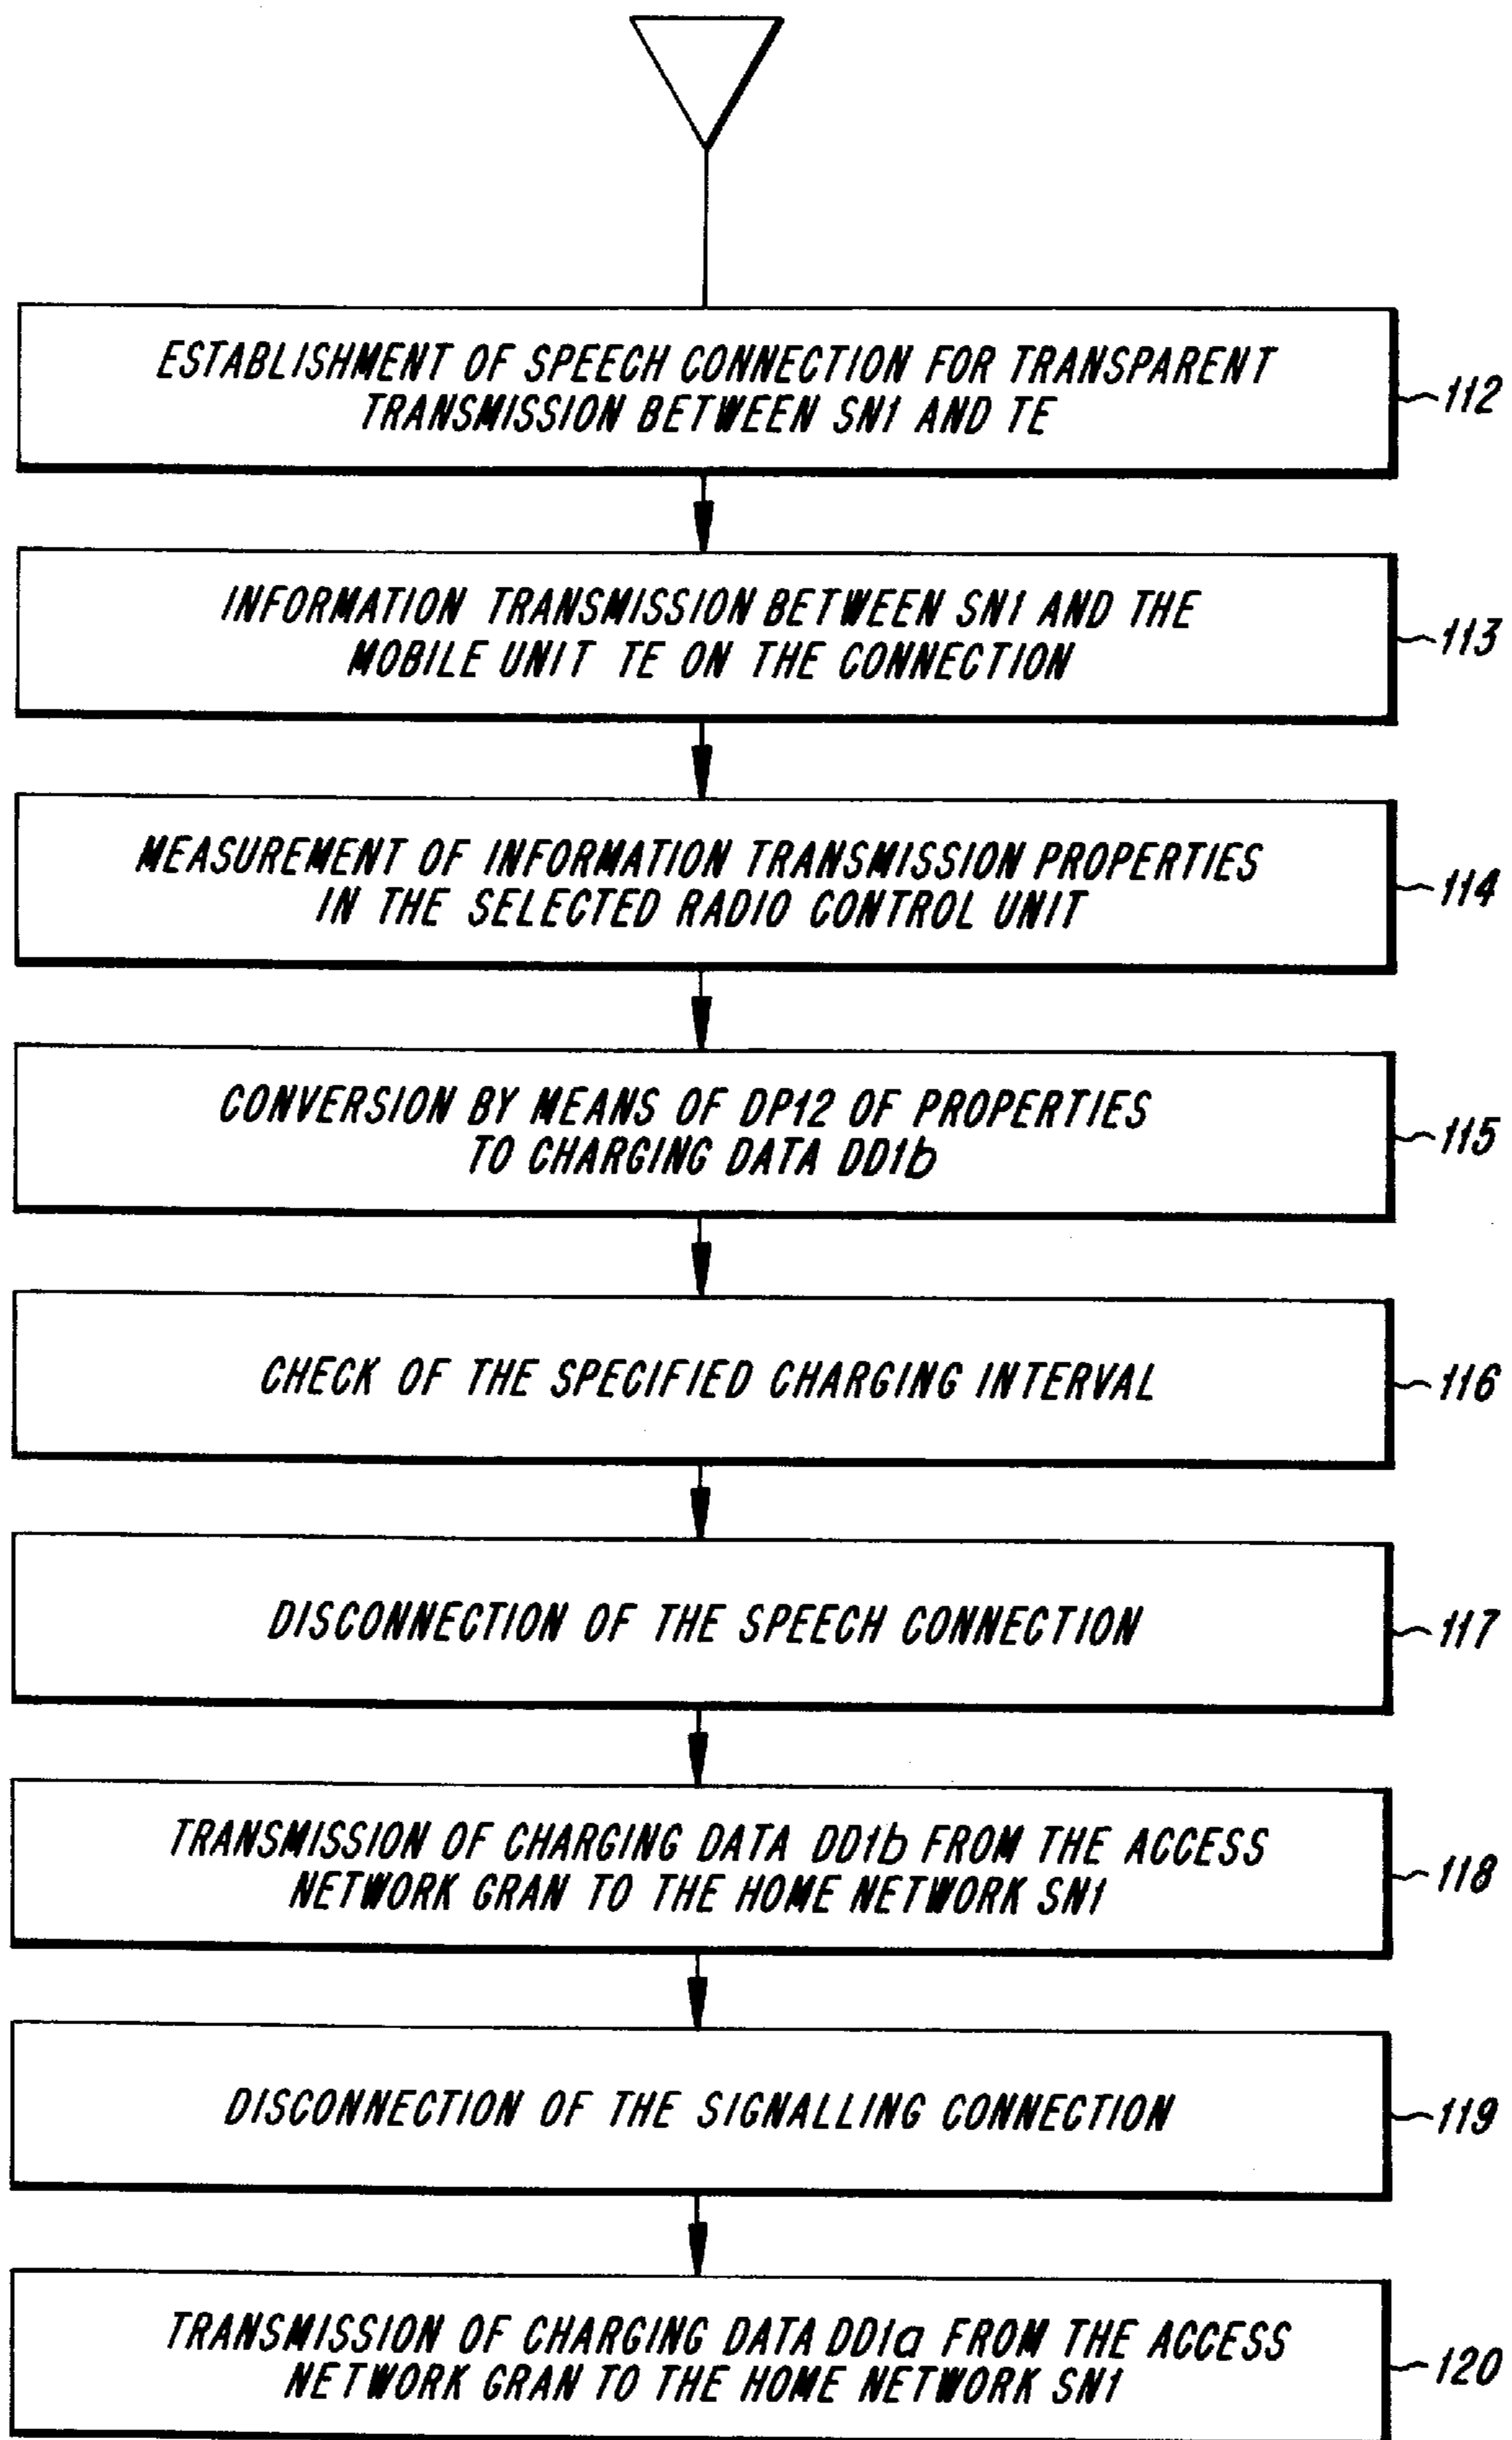 ESTABLISHMENT OF SPEECH CONNECTION FOR TRANSPARENT
TRANSMISSION BETWEEN SN1 AND TE
112
INFORMATION TRANSMISSION BETWEEN SN1 AND THE
MOBILE UNIT TE ON THE CONNECTION
113
MEASUREMENT OF INFORMATION TRANSMISSION PROPERTIES
IN THE SELECTED RADIO CONTROL UNIT
114
CONVERSION BY MEANS OF DP12 OF PROPERTIES
TO CHARGING DATA DD1b
115
CHECK OF THE SPECIFIED CHARGING INTERVAL
116
DISCONNECTION OF THE SPEECH CONNECTION
117
TRANSMISSION OF CHARGING DATA DD1b FROM THE ACCESS
NETWORK GRAN TO THE HOME NETWORK SN1
118
DISCONNECTION OF THE SIGNALLING CONNECTION
119
TRANSMISSION OF CHARGING DATA DD1a FROM THE ACCESS
NETWORK GRAN TO THE HOME NETWORK SN1
120